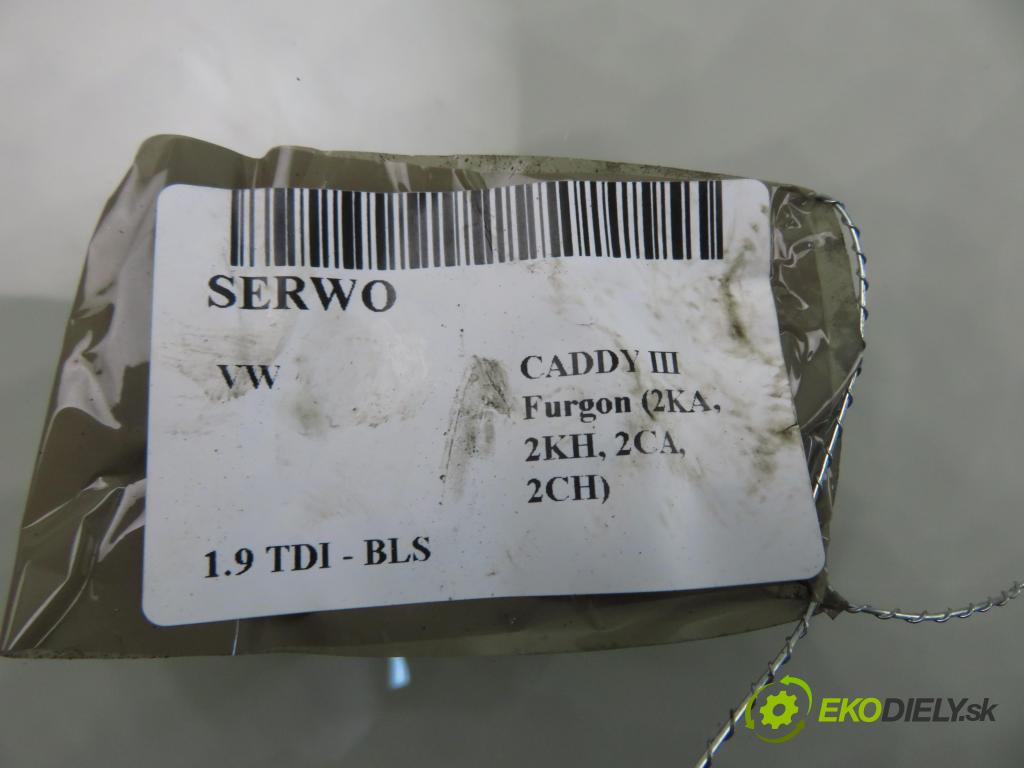 SERWO
VW
CADDY III
Furgon (2KA,
2KH, 2CA,
2CH)
1.9 TDI - BLS
EKODIELY.sk